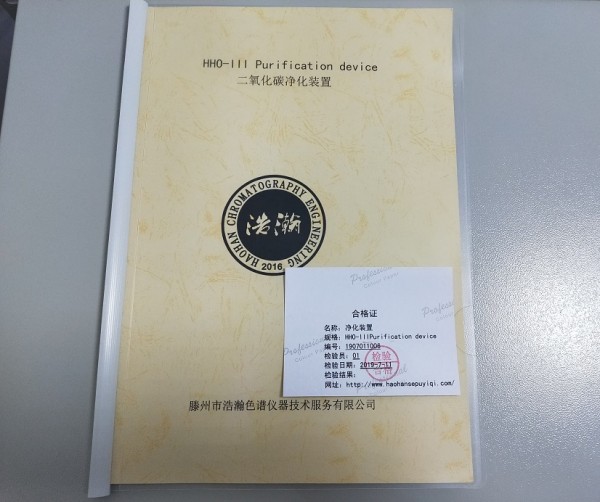 HHO-III Purification device
二氧化碳净化装置
HAOHAN CHROMATOGRAPHY ENGINEERING
浩瀚
2016
Professional
合格证
名称：净化装置
规格：HHO-IIIPurification device
编号：1907011008
检验员：01
检验日期：2019-7-11
检验结果：
检验
合格
网址：http://www.haohansepuyiqi.com/
滕州市浩瀚色谱仪器技术服务有限公司